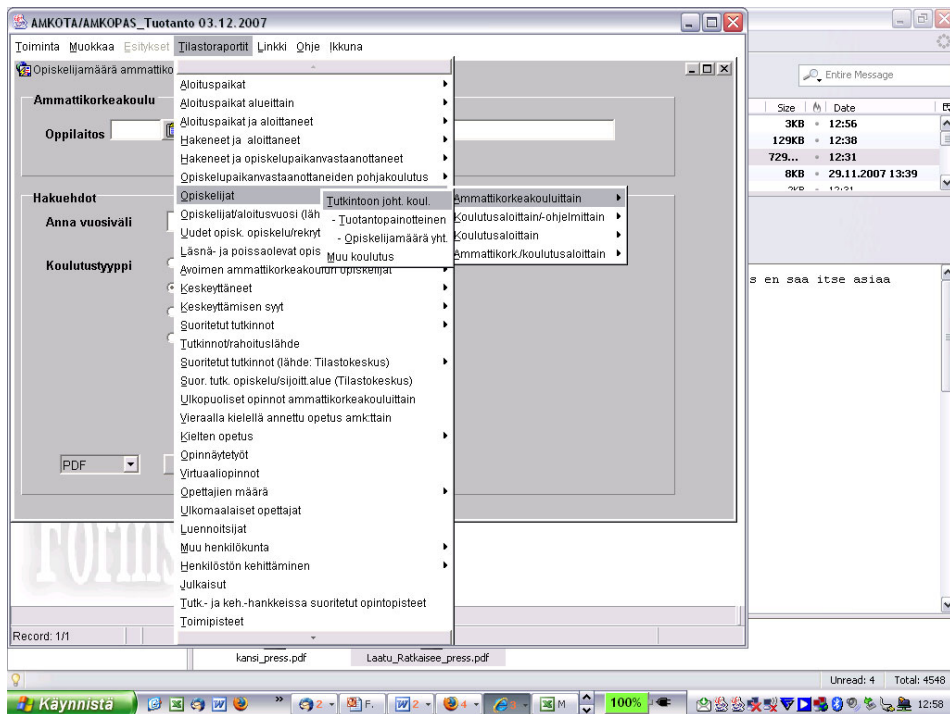 AMKOTA/AMKOPAS_Tuotanto 03.12.2007
Toiminta Muokkaa Esitykset Tilastoraportit Linkki Ohje Ikkuna
Opiskelijamäärä ammattiko
Ammattikorkeakoulu
Oppilaitos
Hakuehdot
Anna vuosiväli
Koulutustyyppi
PDF
Aloituspaikat
Aloituspaikat alueittain
Aloituspaikat ja aloittaneet
Hakeneet ja aloittaneet
Hakeneet ja opiskelupaikanvastaanottaneet
Opiskelupaikanvastaanottaneiden pohjakoulutus
Opiskelijat
Opiskelijat/aloitusvuosi (läh
Uudet opisk. opiskelu/rekryt
Läsnä- ja poissaolevat opis
Avoimen ammattikorkeakoulun opiskelijat
Keskeyttäneet
Keskeyttämisen syyt
Suoritetut tutkinnot
Tutkinnot/rahoituslähde
Suoritetut tutkinnot (lähde: Tilastokeskus)
Suor. tutk. opiskelu/sijoitt.alue (Tilastokeskus)
Ulkopuoliset opinnot ammattikorkeakouluittain
Vieraalla kielellä annettu opetus amk:ttain
Kielten opetus
Opinnäytetyöt
Virtuaaliopinnot
Opettajien määrä
Ulkomaalaiset opettajat
Luennoitsijat
Muu henkilökunta
Henkilöstön kehittäminen
Julkaisut
Tutk.- ja keh.-hankkeissa suoritetut opintopisteet
Toimipisteet
Tutkintoon joht. koul.
- Tuotantopainotteinen
- Opiskelijamäärä yht.
Muu koulutus
Ammattikorkeakouluittain
Koulutusaloittain/-ohjelmittain
Koulutusaloittain
Ammattikork./koulutusaloittain
Forms
Record: 1/1
Entire Message
Size Date
3KB 12:56
129KB 12:38
729... 12:31
8KB 29.11.2007 13:39
2KB 12:31
s en saa itse asiaa
kansi_press.pdf Laatu_Ratkaisee_press.pdf
Unread: 4 Total: 4548
Käynnistä
2 F. 2 4 M 100% 12:58